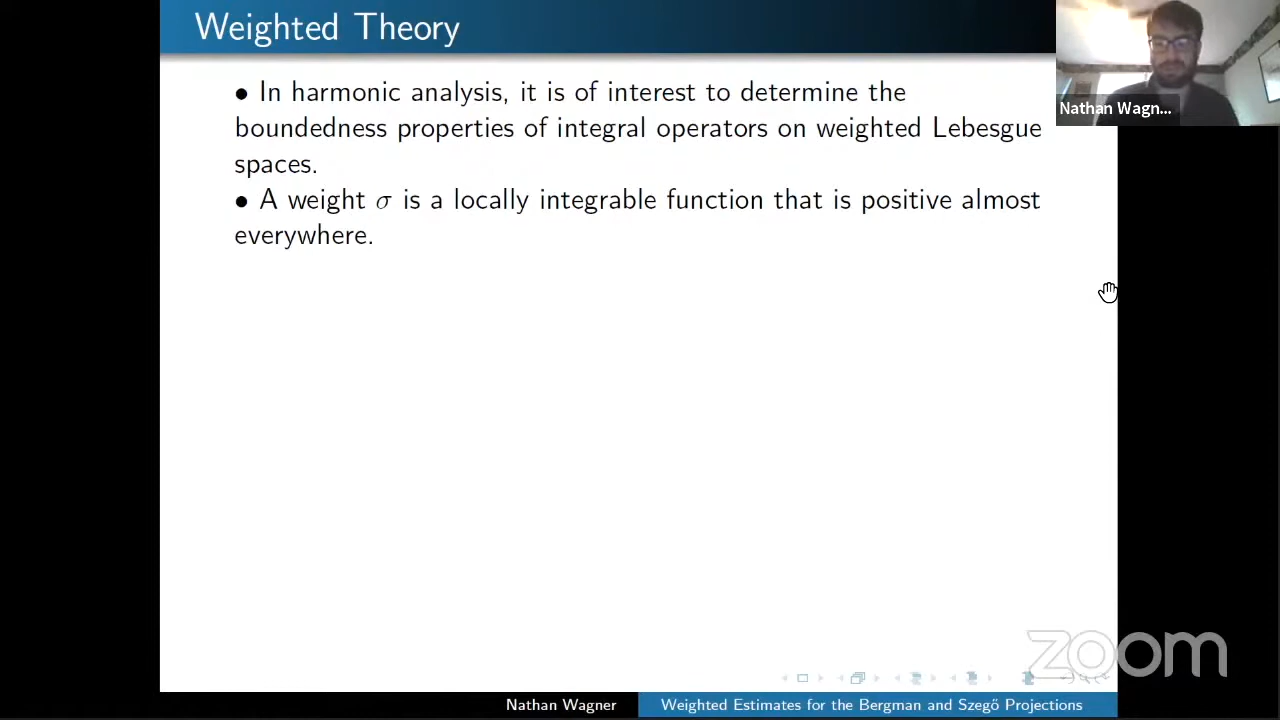 Weighted Theory
Nathan Wagn...
• In harmonic analysis, it is of interest to determine the
boundedness properties of integral operators on weighted Lebesgue
spaces.
• A weight σ is a locally integrable function that is positive almost
everywhere.
zoom
Nathan Wagner
Weighted Estimates for the Bergman and Szegő Projections